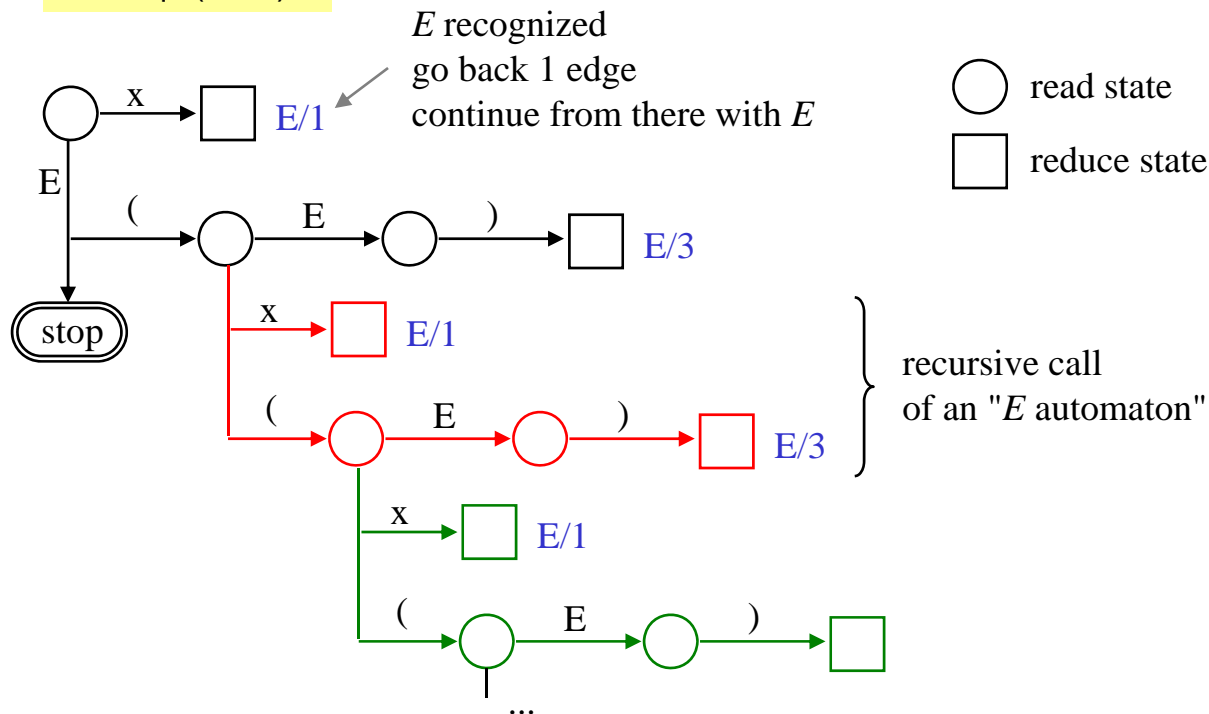 E recognized
go back 1 edge
continue from there with E
read state
reduce state
x
E/1
E
(
E
)
E/3
stop
x
E/1
recursive call
of an "E automaton"
(
E
)
E/3
x
E/1
(
E
)
...